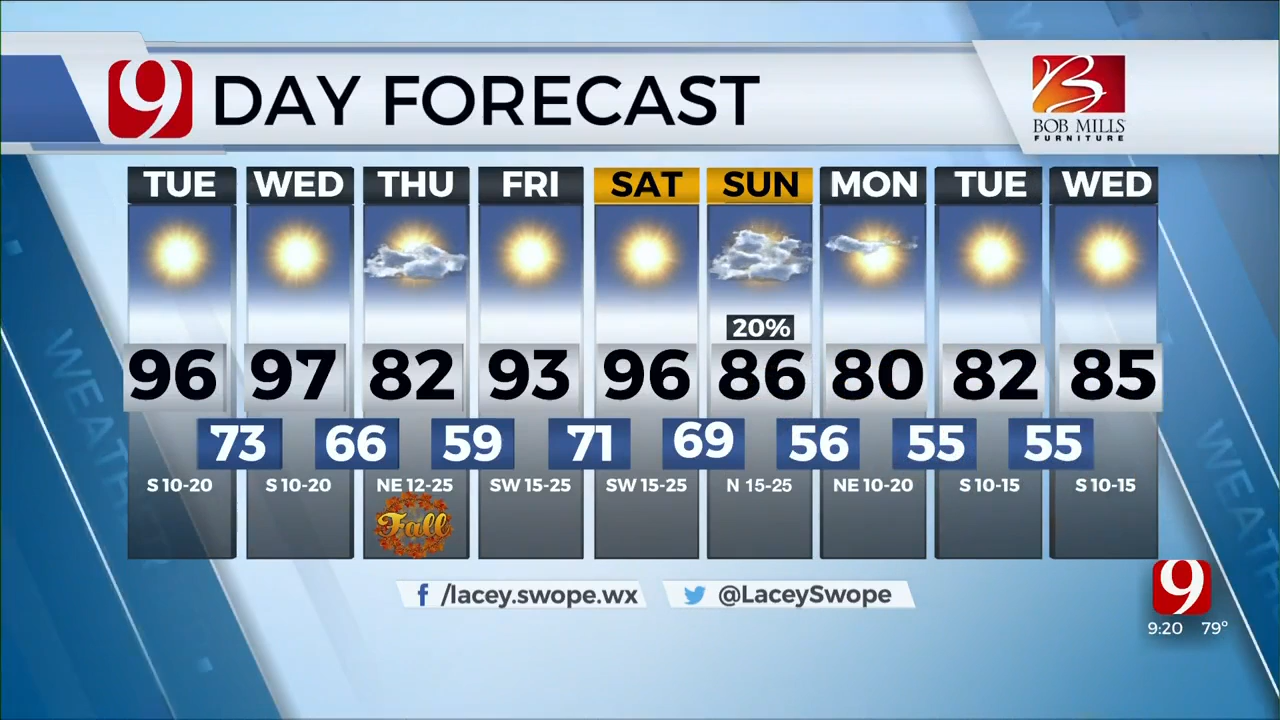 9 DAY FORECAST
BOB MILLS
FURNITURE
TUE WED THU FRI SAT SUN MON TUE WED
20%
96 97 82 93 96 86 80 82 85
73 66 59 71 69 56 55 55
S 10-20 S 10-20 NE 12-25 SW 15-25 SW 15-25 N 15-25 NE 10-20 S 10-15 S 10-15
Fall
f /lacey.swope.wx @LaceySwope
9
9:20 79°
WEATHER
WEATHER